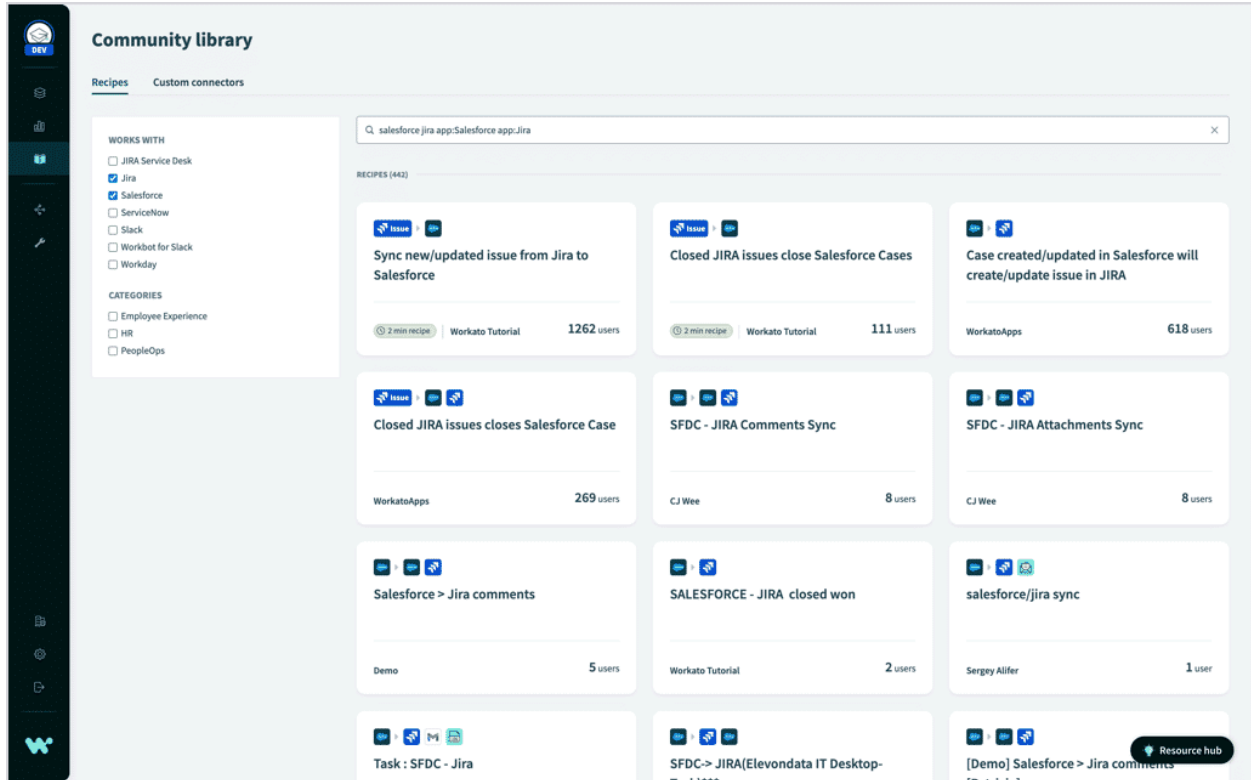 DEV
Community library
Recipes Custom connectors
WORKS WITH
JIRA Service Desk
Jira
Salesforce
ServiceNow
Slack
Workbot for Slack
Workday
CATEGORIES
Employee Experience
HR
PeopleOps
salesforce jira app:Salesforce app:Jira
RECIPES (442)
Issue
Sync new/updated issue from Jira to
Salesforce
2 min recipe Workato Tutorial 1262 users
Issue
Closed JIRA issues close Salesforce Cases
2 min recipe Workato Tutorial 111 users
Case created/updated in Salesforce will
create/update issue in JIRA
WorkatoApps 618 users
Issue
Closed JIRA issues closes Salesforce Case
WorkatoApps 269 users
SFDC - JIRA Comments Sync
CJ Wee 8 users
SFDC - JIRA Attachments Sync
CJ Wee 8 users
Salesforce > Jira comments
Demo 5 users
SALESFORCE - JIRA closed won
Workato Tutorial 2 users
salesforce/jira sync
Sergey Alifer 1 user
Task : SFDC - Jira
SFDC-> JIRA(Elevondata IT Desktop-
[Demo] Salesforce > Jira comments
Resource hub